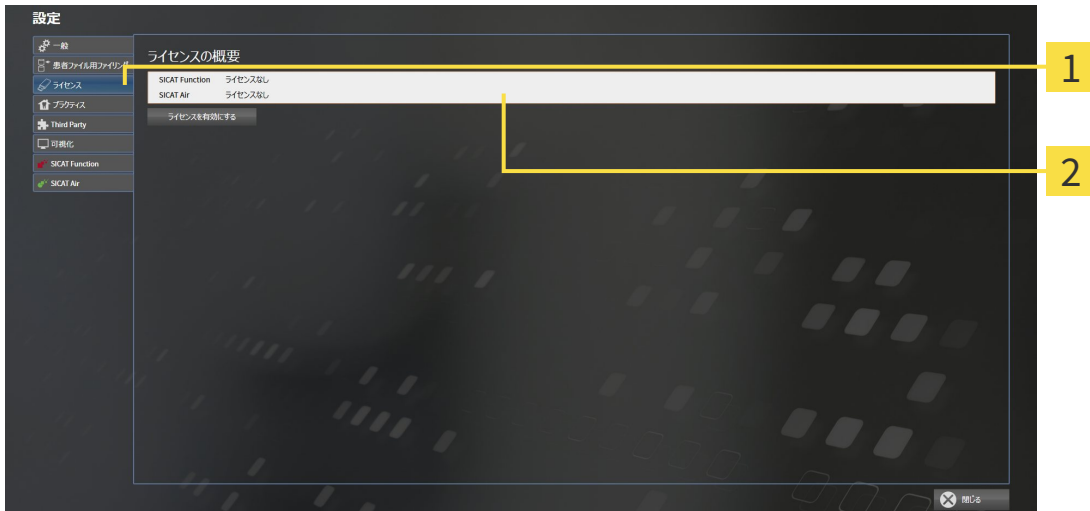 設定
一般
患者ファイル用ファイリング
ライセンス
プラクティス
Third Party
可視化
SICAT Function
SICAT Air
ライセンスの概要
SICAT Function ライセンスなし
SICAT Air ライセンスなし
ライセンスを有効にする
1
2
閉じる